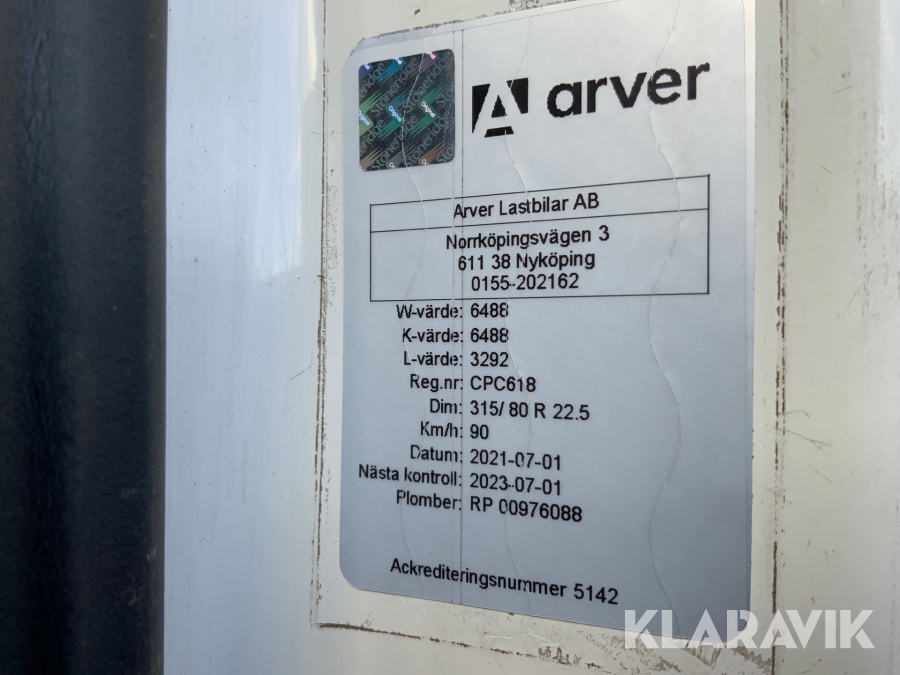 arver
Stoneridge
Original
Arver Lastbilar AB
Norrköpingsvägen 3
611 38 Nyköping
0155-202162
W-värde: 6488
K-värde: 6488
L-värde: 3292
Reg.nr: CPC618
Dim: 315/ 80 R 22.5
Km/h: 90
Datum: 2021-07-01
Nästa kontroll: 2023-07-01
Plomber: RP 00976088
Ackrediteringsnummer 5142
KLARAVIK